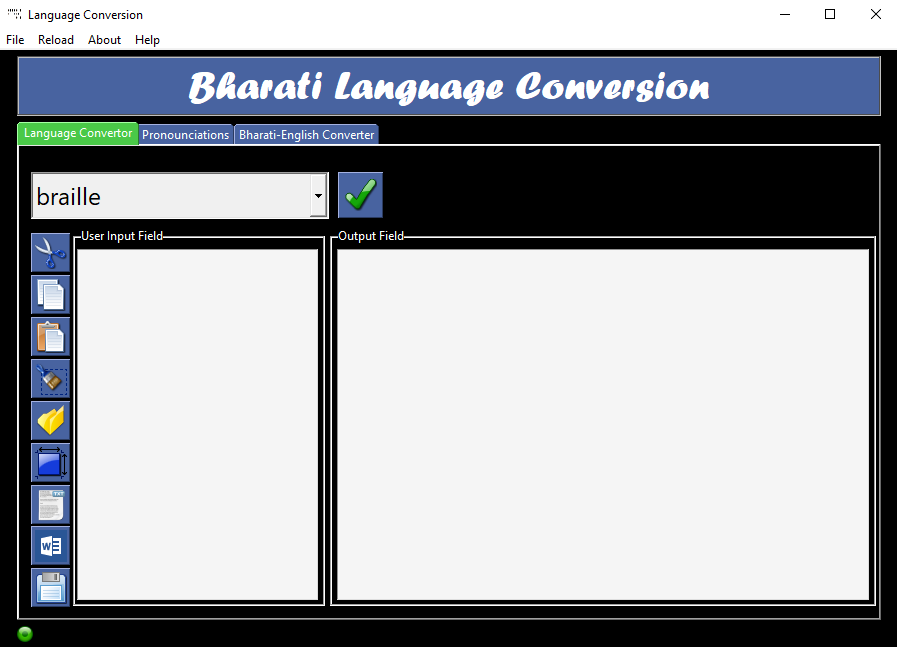 Language Conversion
File Reload About Help
Bharati Language Conversion
Language Convertor Pronounciations Bharati-English Converter
braille
User Input Field Output Field